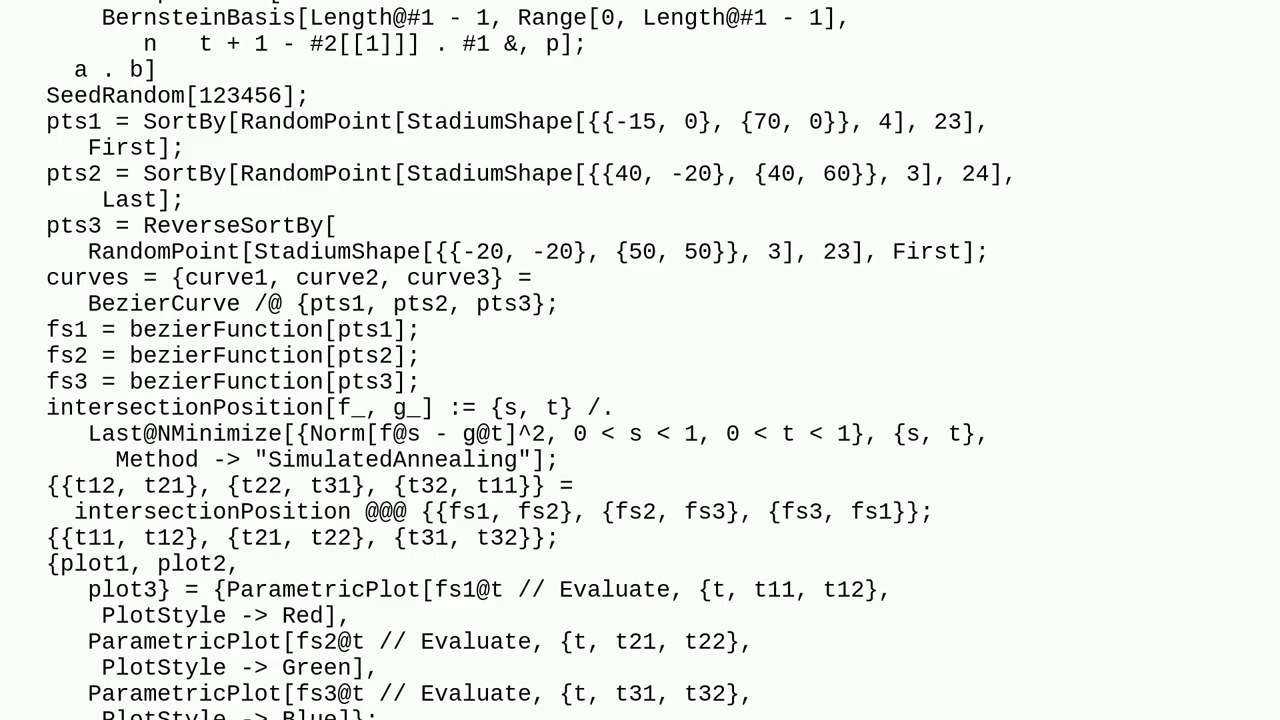 BernsteinBasis[Length@#1 - 1, Range[0, Length@#1 - 1],
n   t + 1 - #2[[1]]] . #1 &, p];
a . b]
SeedRandom[123456];
pts1 = SortBy[RandomPoint[StadiumShape[{{-15, 0}, {70, 0}}, 4], 23],
First];
pts2 = SortBy[RandomPoint[StadiumShape[{{40, -20}, {40, 60}}, 3], 24],
Last];
pts3 = ReverseSortBy[
RandomPoint[StadiumShape[{{-20, -20}, {50, 50}}, 3], 23], First];
curves = {curve1, curve2, curve3} =
BezierCurve /@ {pts1, pts2, pts3};
fs1 = bezierFunction[pts1];
fs2 = bezierFunction[pts2];
fs3 = bezierFunction[pts3];
intersectionPosition[f_, g_] := {s, t} /.
Last@NMinimize[{Norm[f@s - g@t]^2, 0 < s < 1, 0 < t < 1}, {s, t},
Method -> "SimulatedAnnealing"];
{{t12, t21}, {t22, t31}, {t32, t11}} =
intersectionPosition @@@ {{fs1, fs2}, {fs2, fs3}, {fs3, fs1}};
{{t11, t12}, {t21, t22}, {t31, t32}};
{plot1, plot2,
plot3} = {ParametricPlot[fs1@t // Evaluate, {t, t11, t12},
PlotStyle -> Red],
ParametricPlot[fs2@t // Evaluate, {t, t21, t22},
PlotStyle -> Green],
ParametricPlot[fs3@t // Evaluate, {t, t31, t32},
PlotStyle -> Blue]};